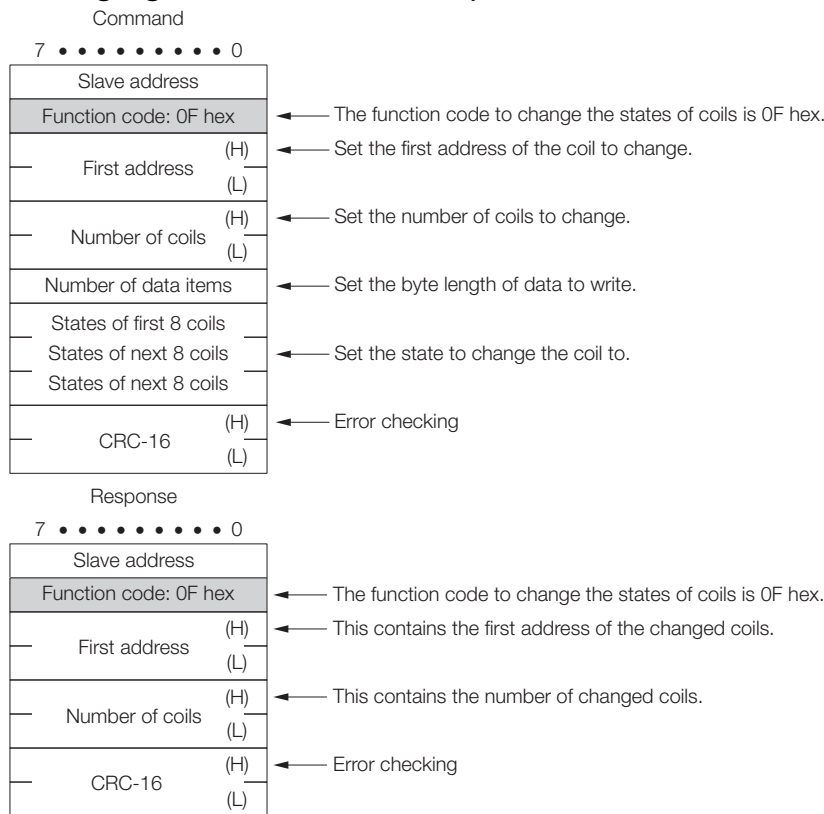 Command
7 • • • • • • • • • 0
Slave address
Function code: 0F hex
The function code to change the states of coils is 0F hex.
First address
(H)
(L)
Set the first address of the coil to change.
Number of coils
(H)
(L)
Set the number of coils to change.
Number of data items
Set the byte length of data to write.
States of first 8 coils
States of next 8 coils
Set the state to change the coil to.
States of next 8 coils
CRC-16
(H)
(L)
Error checking
Response
7 • • • • • • • • • 0
Slave address
Function code: 0F hex
The function code to change the states of coils is 0F hex.
First address
(H)
(L)
This contains the first address of the changed coils.
Number of coils
(H)
(L)
This contains the number of changed coils.
CRC-16
(H)
(L)
Error checking